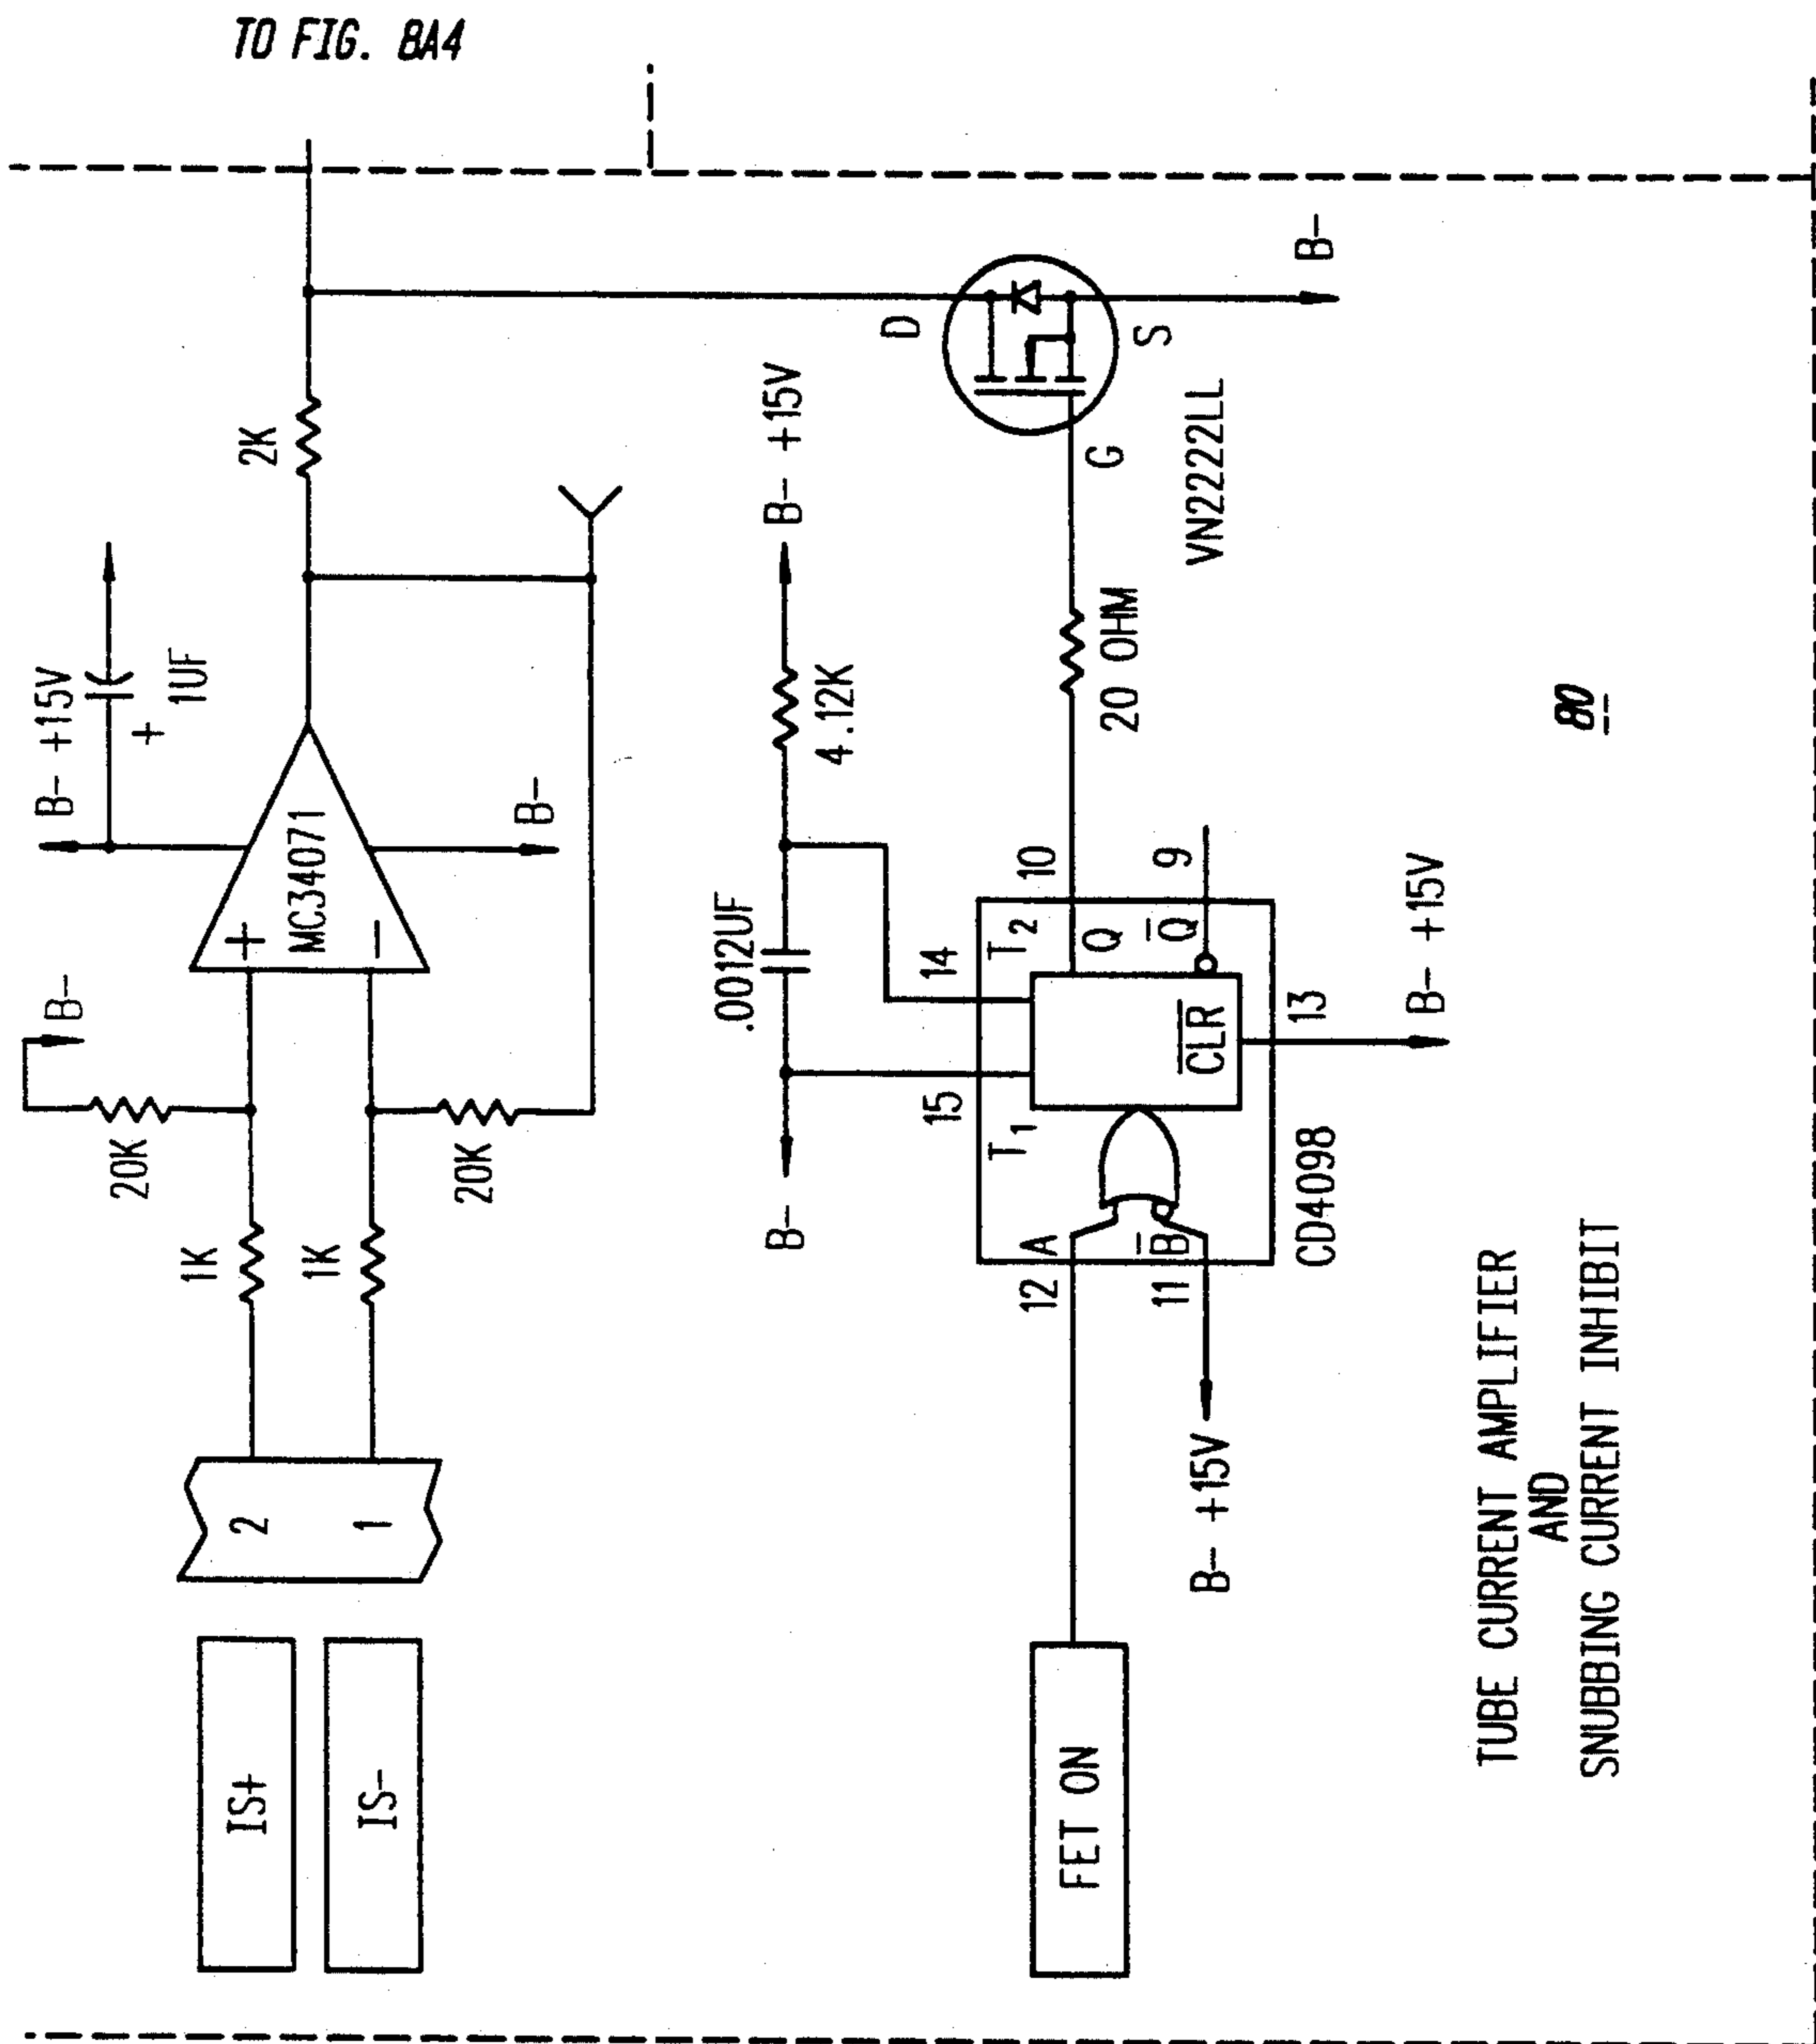 TO FIG. 8A4
B- +15V
+
1UF
2K
B-
20K
1K
1K
20K
2
1
+
-
MC34071
B-
IS+
IS-
B-
.0012UF
4.12K
B- +15V
15
14
T1
T2
12
A
11
B̅
Q
10
Q̅
9
C̅L̅R̅
13
CD4098
B- +15V
B- +15V
20 OHM
G
D
S
VN2222LL
B-
FET ON
80
TUBE CURRENT AMPLIFIER
AND
SNUBBING CURRENT INHIBIT